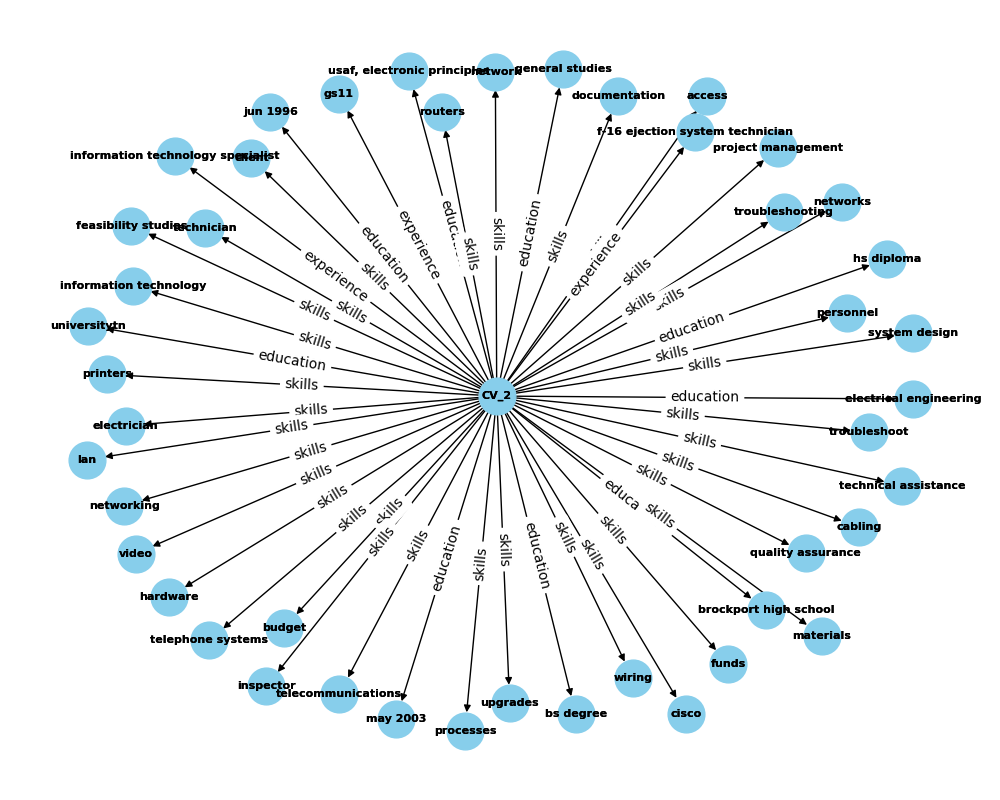 usaf, electronic principles
network
general studies
gs11
routers
documentation
access
jun 1996
f-16 ejection system technician
project management
information technology specialist
client
feasibility studies
technician
troubleshooting
networks
hs diploma
information technology
personnel
universitytn
system design
printers
CV_2
electrical engineering
electrician
troubleshoot
lan
technical assistance
networking
cabling
video
quality assurance
hardware
brockport high school
telephone systems
budget
materials
funds
inspector
telecommunications
wiring
may 2003
upgrades
bs degree
cisco
processes
education
skills
skills
education
skills
experience
education
skills
experience
skills
experience
skills
skills
skills
skills
education
skills
skills
education
skills
skills
skills
education
skills
skills
skills
skills
skills
skills
skills
skills
educa
skills
skills
skills
skills
skills
education
skills
skills
education
skills
skills